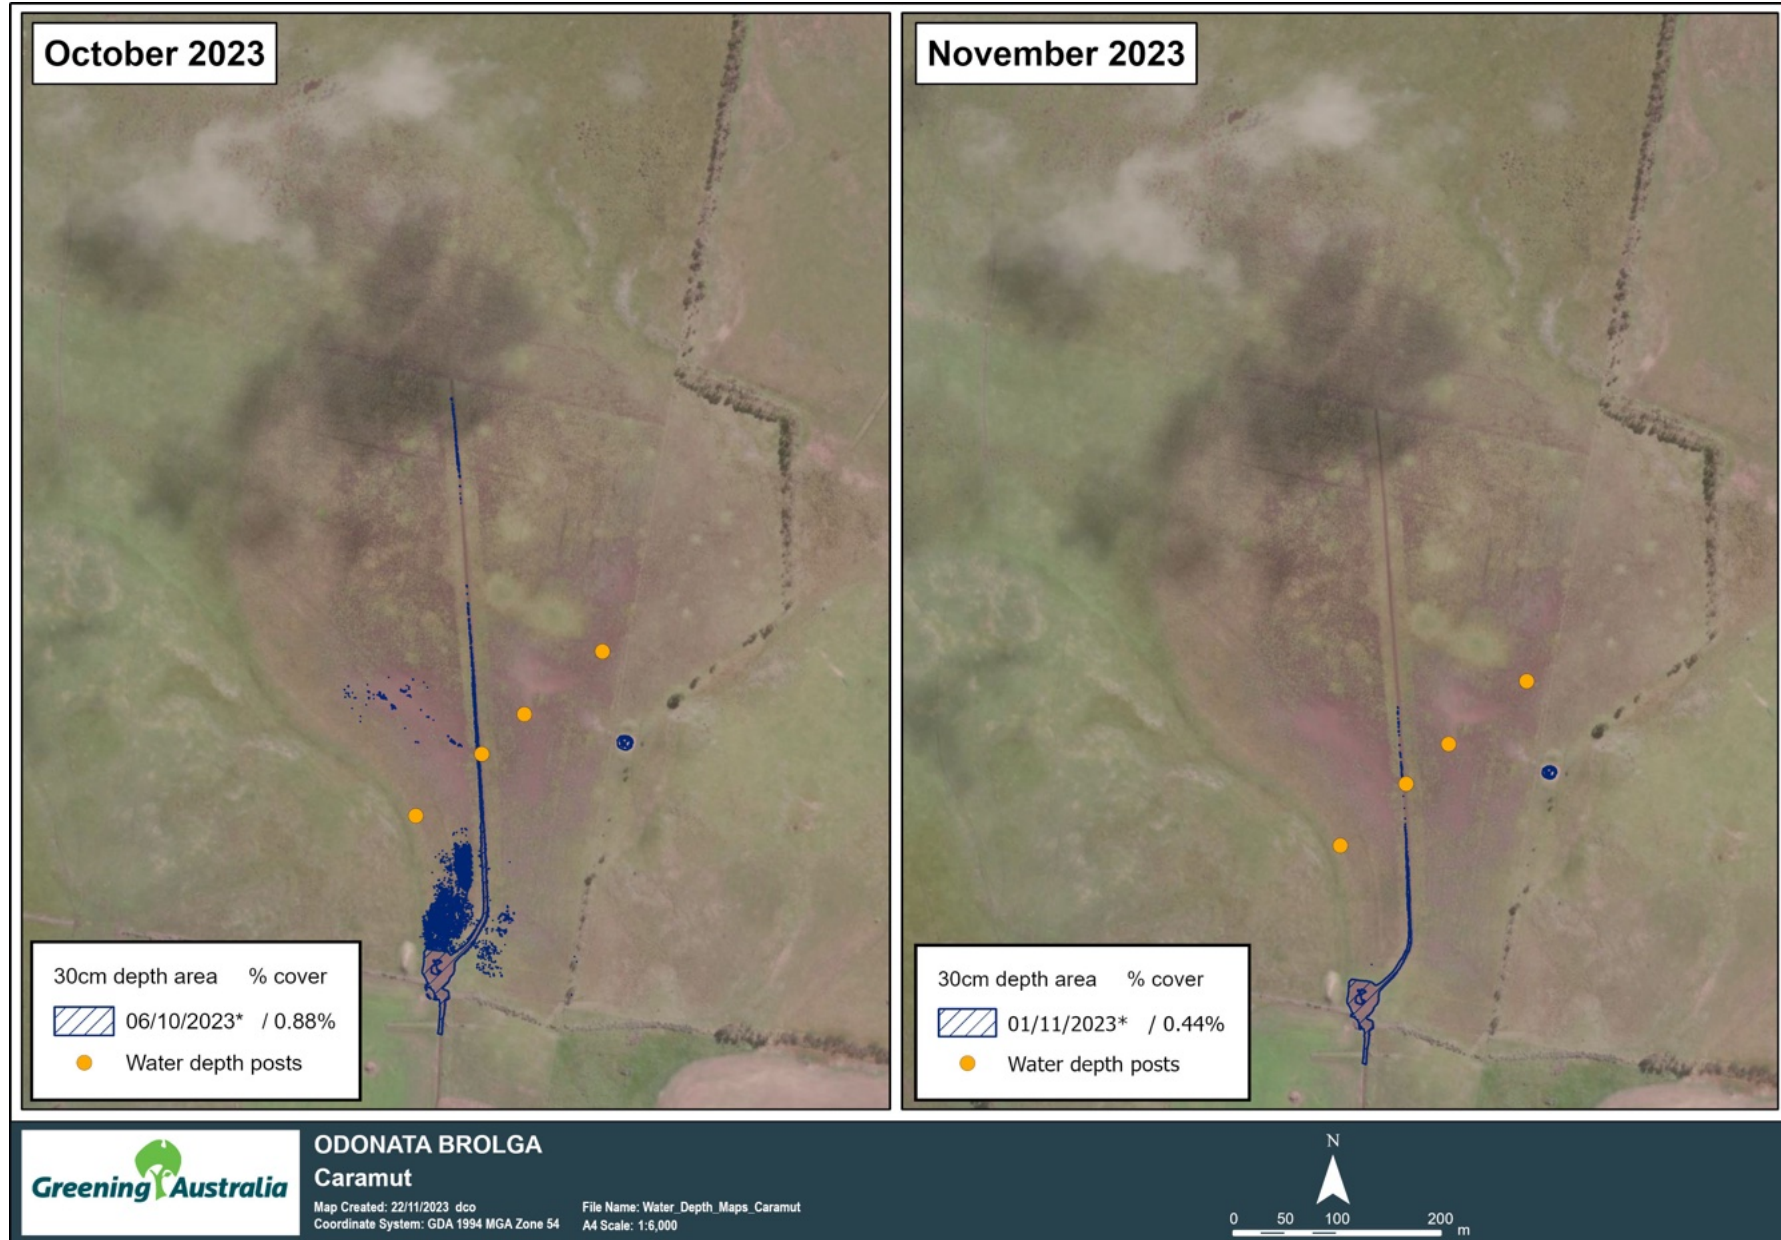 October 2023
30cm depth area % cover
06/10/2023* / 0.88%
Water depth posts
November 2023
30cm depth area % cover
01/11/2023* / 0.44%
Water depth posts
Greening Australia
ODONATA BROLGA
Caramut
Map Created: 22/11/2023 dco
Coordinate System: GDA 1994 MGA Zone 54
File Name: Water_Depth_Maps_Caramut
A4 Scale: 1:6,000
N
0 50 100 200
m